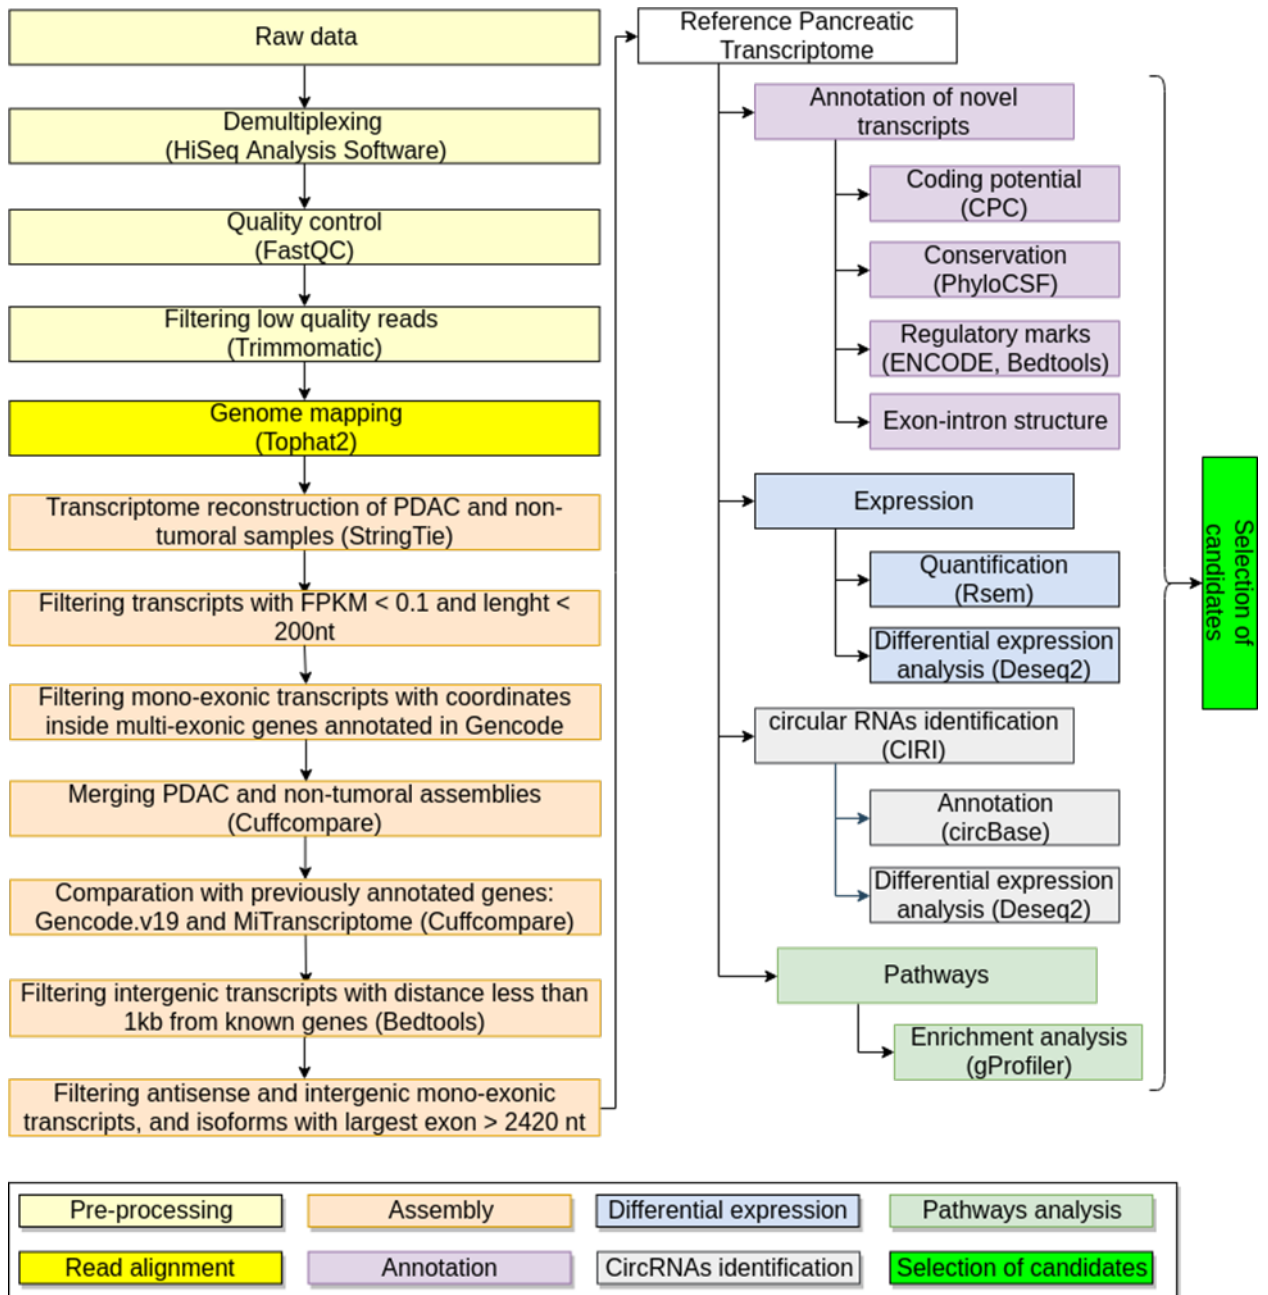 Raw data
Demultiplexing
(HiSeq Analysis Software)
Quality control
(FastQC)
Filtering low quality reads
(Trimmomatic)
Genome mapping
(Tophat2)
Transcriptome reconstruction of PDAC and non-
tumoral samples (StringTie)
Filtering transcripts with FPKM < 0.1 and lenght <
200nt
Filtering mono-exonic transcripts with coordinates
inside multi-exonic genes annotated in Gencode
Merging PDAC and non-tumoral assemblies
(Cuffcompare)
Comparation with previously annotated genes:
Gencode.v19 and MiTranscriptome (Cuffcompare)
Filtering intergenic transcripts with distance less than
1kb from known genes (Bedtools)
Filtering antisense and intergenic mono-exonic
transcripts, and isoforms with largest exon > 2420 nt
Reference Pancreatic
Transcriptome
Annotation of novel
transcripts
Coding potential
(CPC)
Conservation
(PhyloCSF)
Regulatory marks
(ENCODE, Bedtools)
Exon-intron structure
Expression
Quantification
(Rsem)
Differential expression
analysis (Deseq2)
circular RNAs identification
(CIRI)
Annotation
(circBase)
Differential expression
analysis (Deseq2)
Pathways
Enrichment analysis
(gProfiler)
Selection of
candidates
Pre-processing
Assembly
Differential expression
Pathways analysis
Read alignment
Annotation
CircRNAs identification
Selection of candidates